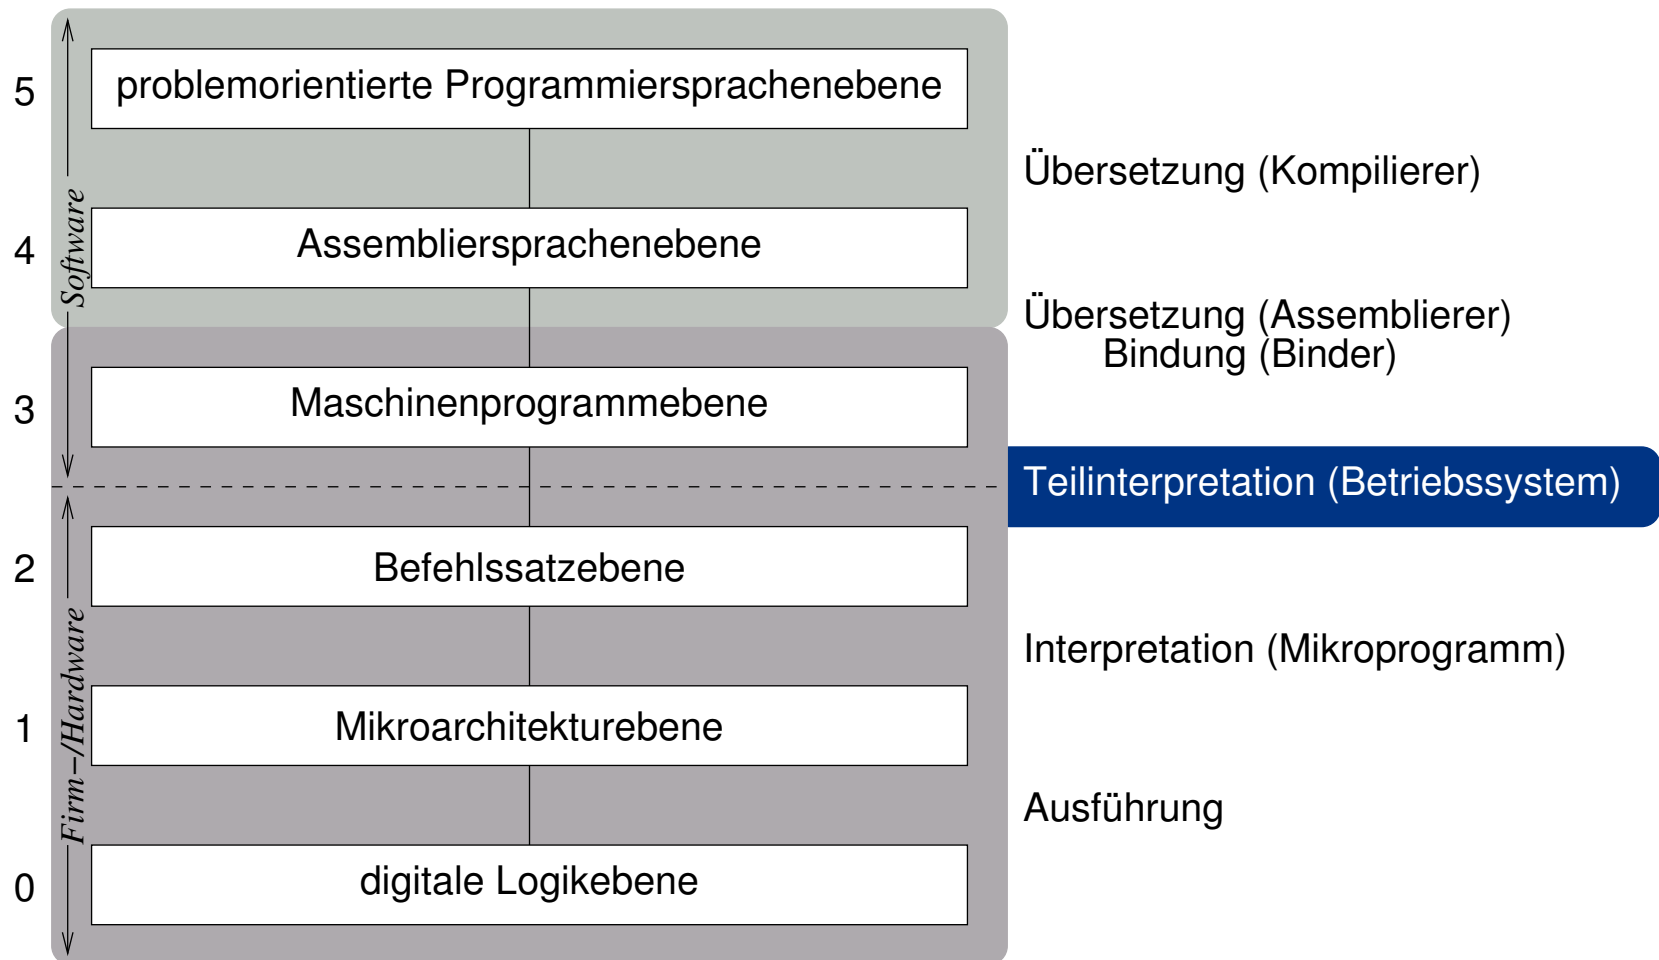 5
problemorientierte Programmiersprachenebene
Übersetzung (Kompilierer)
4
Assembliersprachenebene
Software
Übersetzung (Assemblierer)
Bindung (Binder)
3
Maschinenprogrammebene
Teilinterpretation (Betriebssystem)
2
Befehlssatzebene
Interpretation (Mikroprogramm)
1
Mikroarchitekturebene
Firm–/Hardware
Ausführung
0
digitale Logikebene